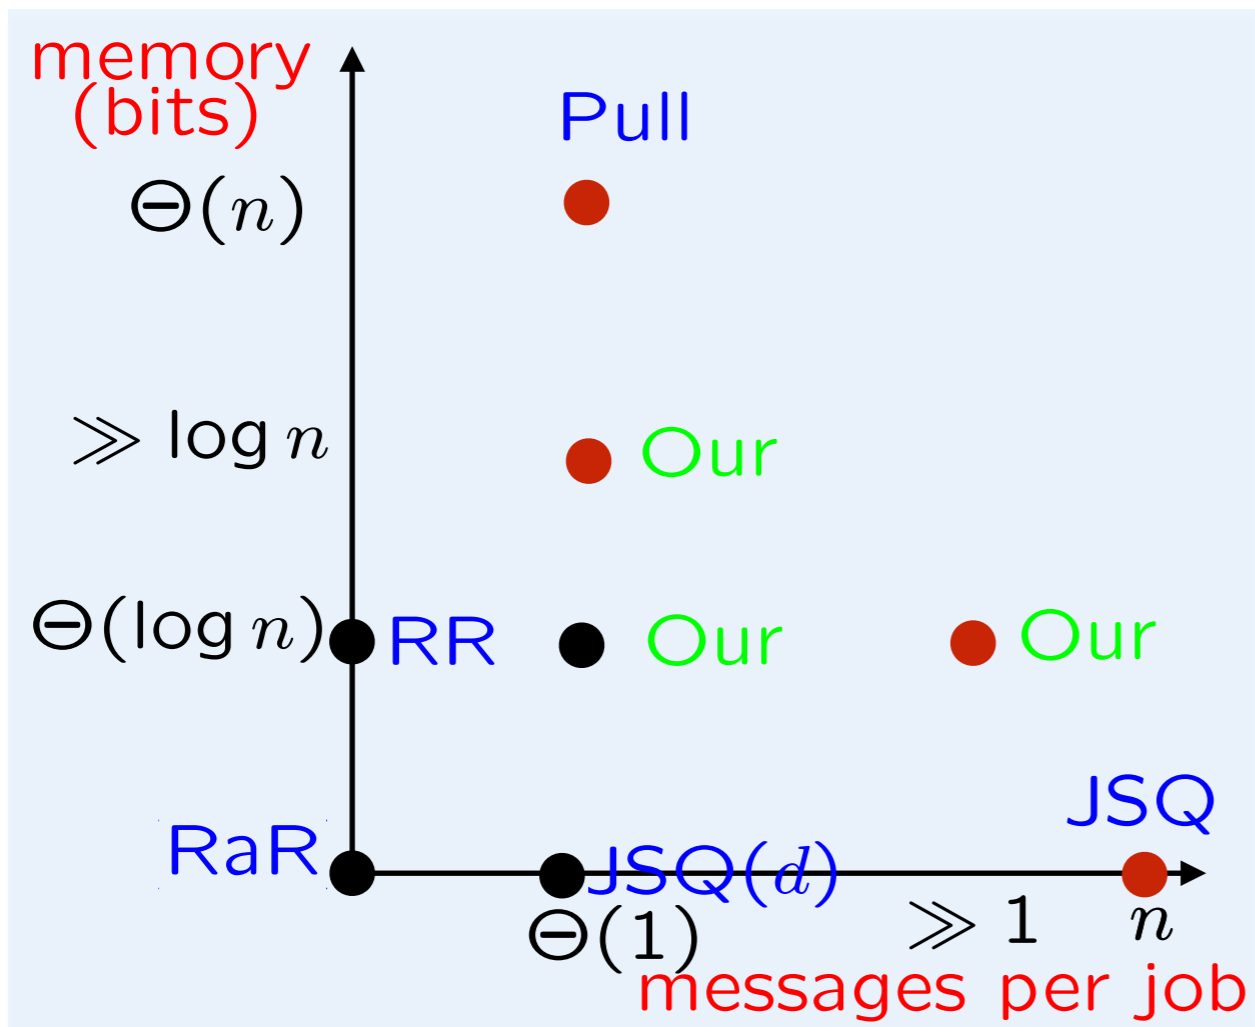 memory
(bits)
Pull
Θ(n)
≫ log n
Our
Θ(log n)
RR
Our
Our
JSQ
RaR
JSQ(d)
Θ(1)
≫ 1
n
messages per job